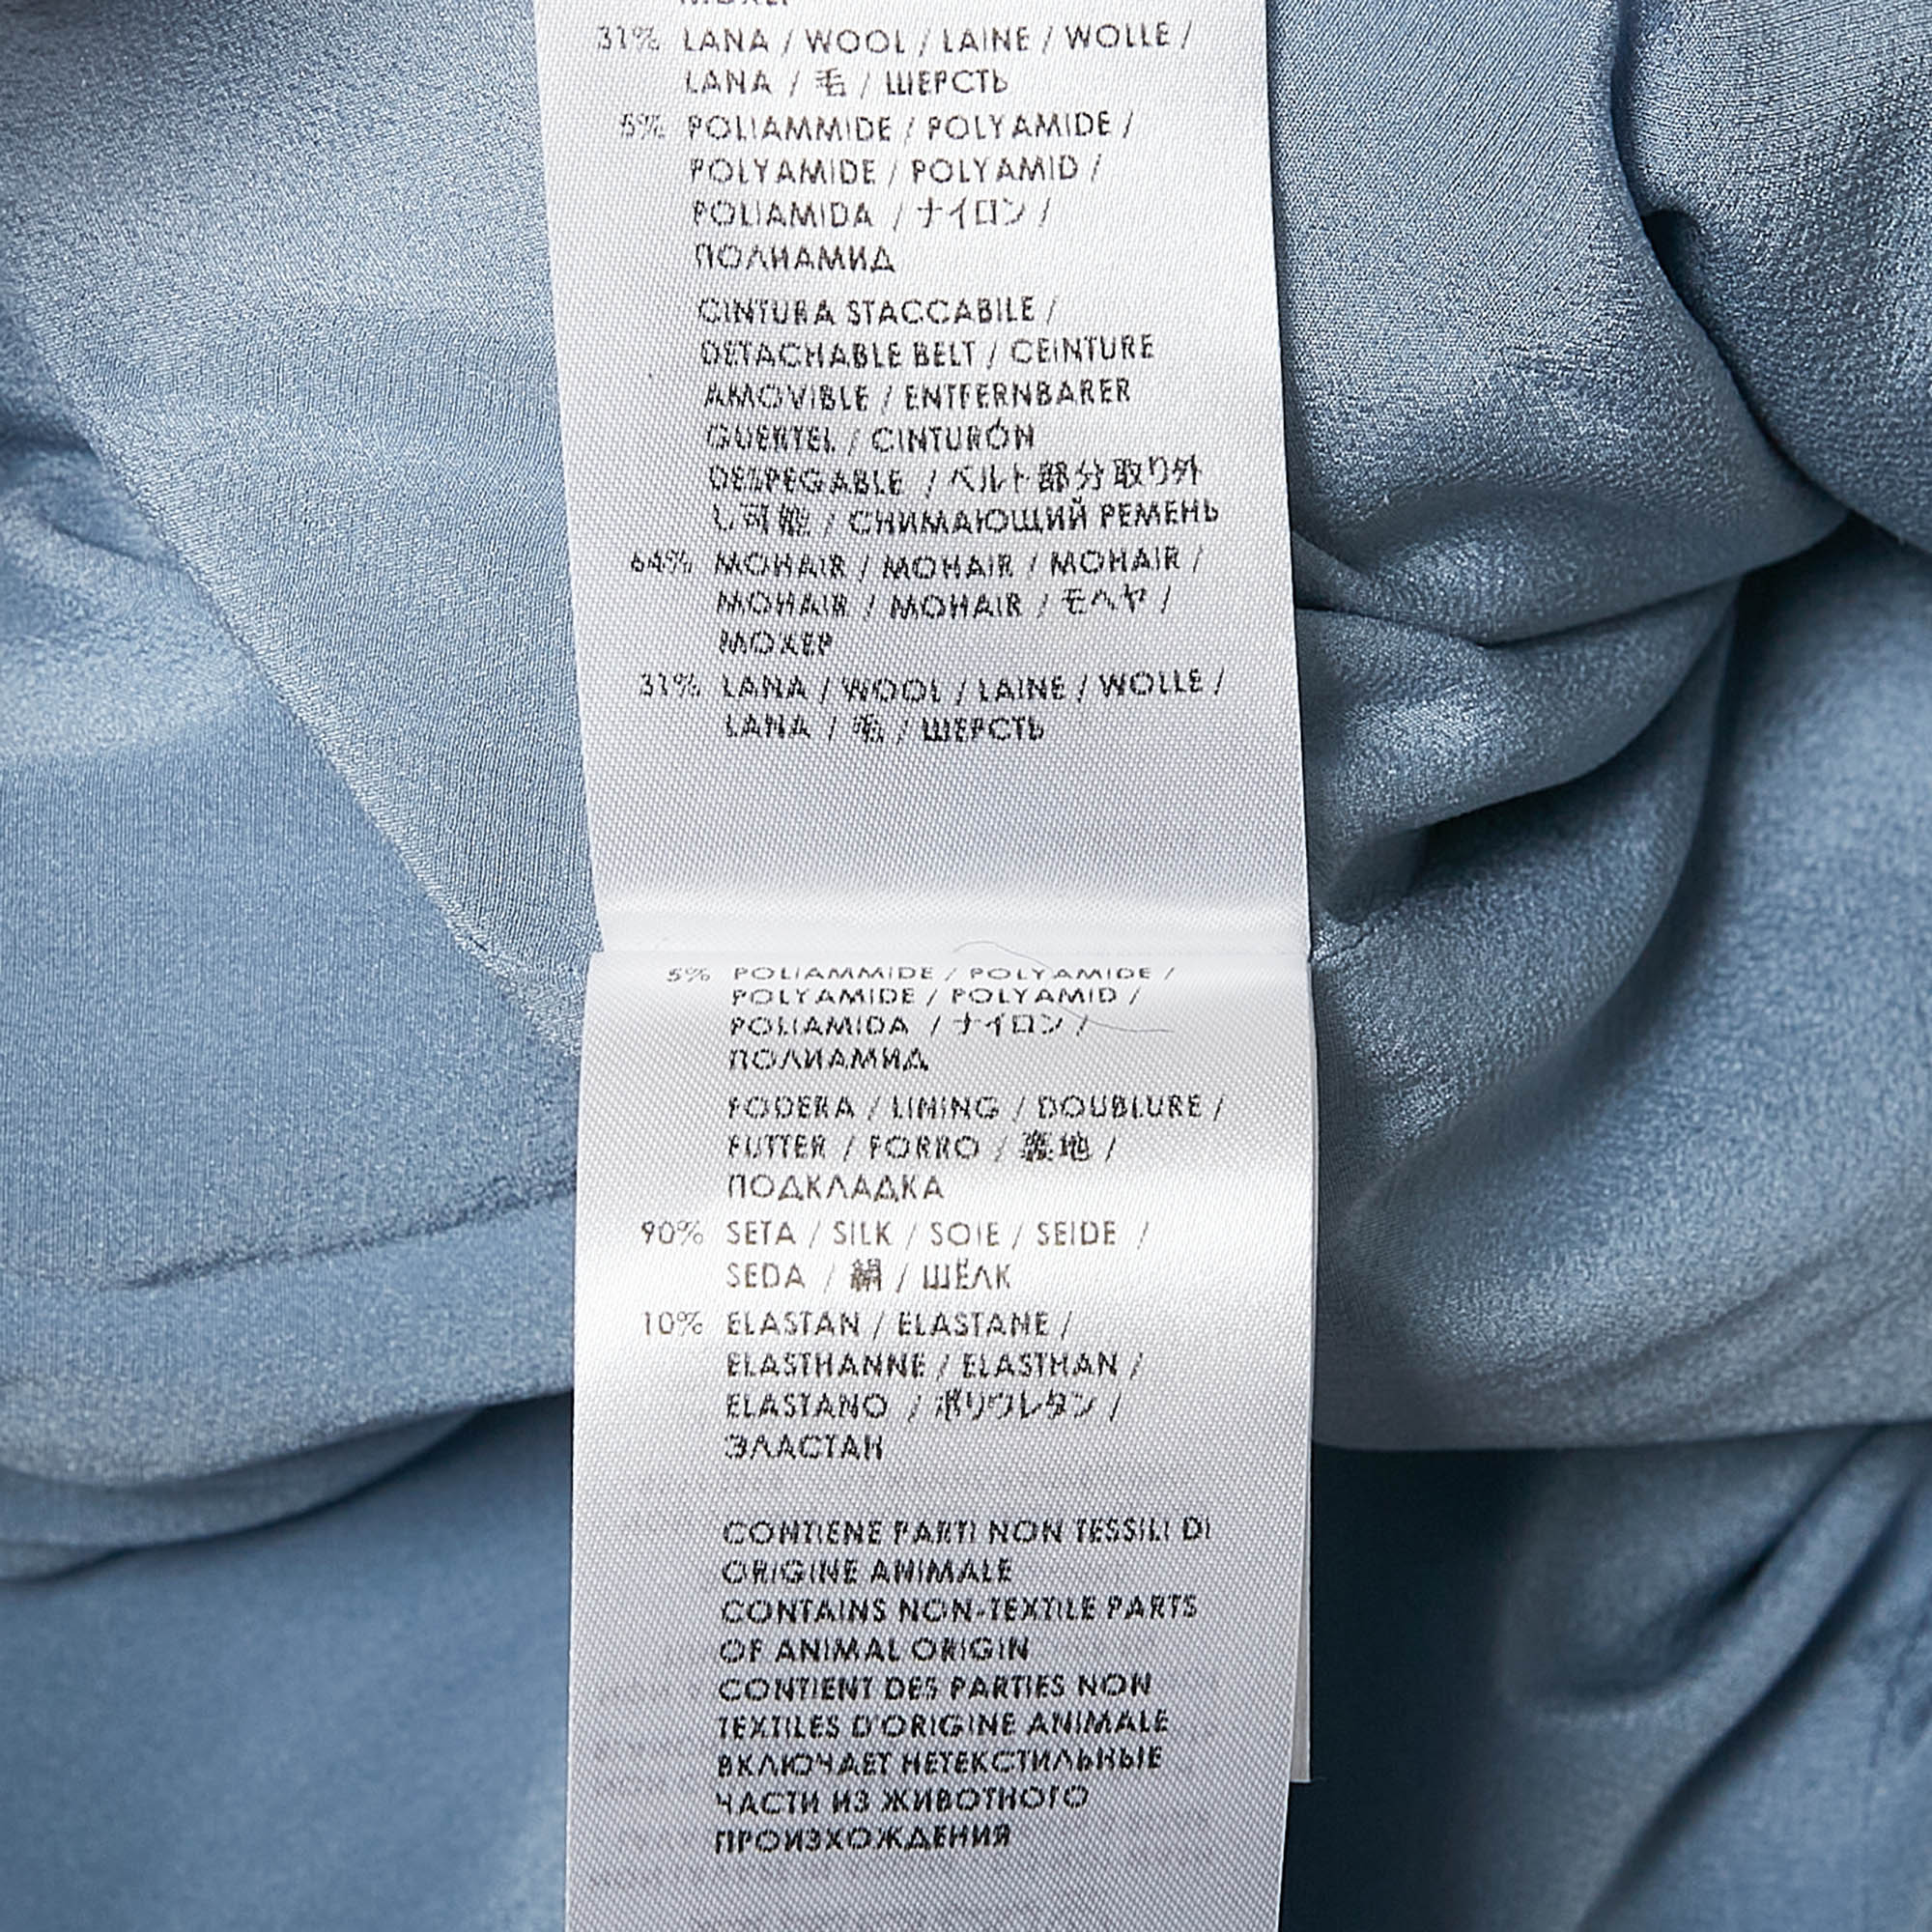 31% LANA / WOOL / LAINE / WOLLE /
LANA / 毛 / ШЕРСТЬ
5% POLIAMMIDE / POLYAMIDE /
POLYAMIDE / POLYAMID /
POLIAMIDA / ナイロン /
ПОЛИАМИД
CINTURA STACCABILE /
DETACHABLE BELT / CEINTURE
AMOVIBLE / ENTFERNBARER
GUERTEL / CINTURÓN
DESPEGABLE / ベルト部分取り外
し可能 / СНИМАЮЩИЙ РЕМЕНЬ
64% MOHAIR / MOHAIR / MOHAIR /
MOHAIR / MOHAIR / モヘヤ /
МОХЕР
31% LANA / WOOL / LAINE / WOLLE /
LANA / 毛 / ШЕРСТЬ
5% POLIAMMIDE / POLYAMIDE /
POLYAMIDE / POLYAMID /
POLIAMIDA / ナイロン /
ПОЛИАМИД
FODERA / LINING / DOUBLURE /
FUTTER / FORRO / 裏地 /
ПОДКЛАДКА
90% SETA / SILK / SOIE / SEIDE /
SEDA / 絹 / ШЁЛК
10% ELASTAN / ELASTANE /
ELASTHANNE / ELASTHAN /
ELASTANO / ポリウレタン /
ЭЛАСТАН
CONTIENE PARTI NON TESSILI DI
ORIGINE ANIMALE
CONTAINS NON-TEXTILE PARTS
OF ANIMAL ORIGIN
CONTIENT DES PARTIES NON
TEXTILES D'ORIGINE ANIMALE
ВКЛЮЧАЕТ НЕТЕКСТИЛЬНЫЕ
ЧАСТИ ИЗ ЖИВОТНОГО
ПРОИЗХОЖДЕНИЯ